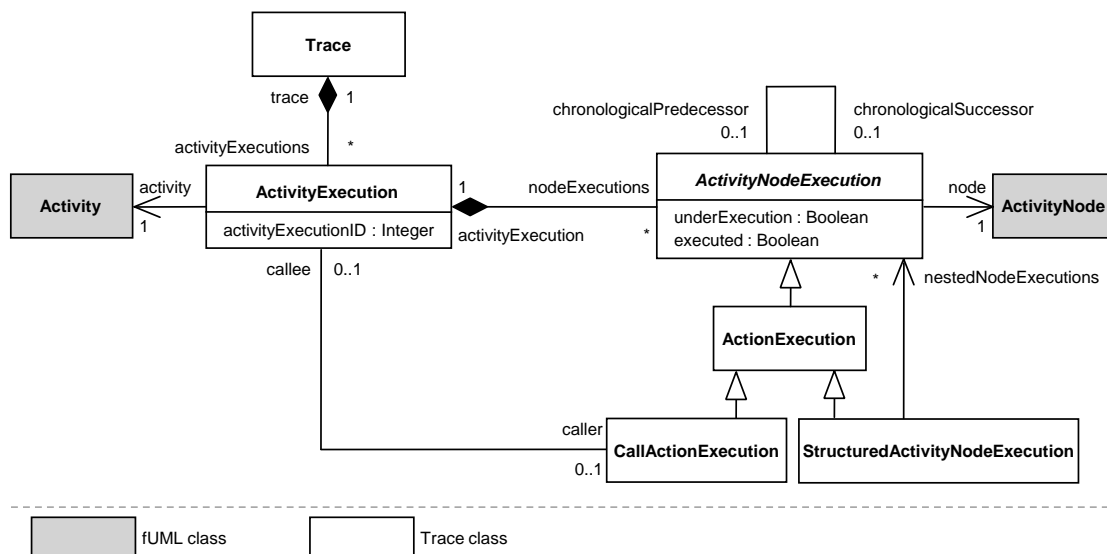 Trace
trace
1
activityExecutions
*
chronologicalPredecessor
0..1
chronologicalSuccessor
0..1
Activity
activity
1
ActivityExecution
activityExecutionID : Integer
1
activityExecution
nodeExecutions
*
ActivityNodeExecution
underExecution : Boolean
executed : Boolean
node
1
ActivityNode
callee
0..1
*
nestedNodeExecutions
ActionExecution
caller
0..1
CallActionExecution
StructuredActivityNodeExecution
fUML class
Trace class